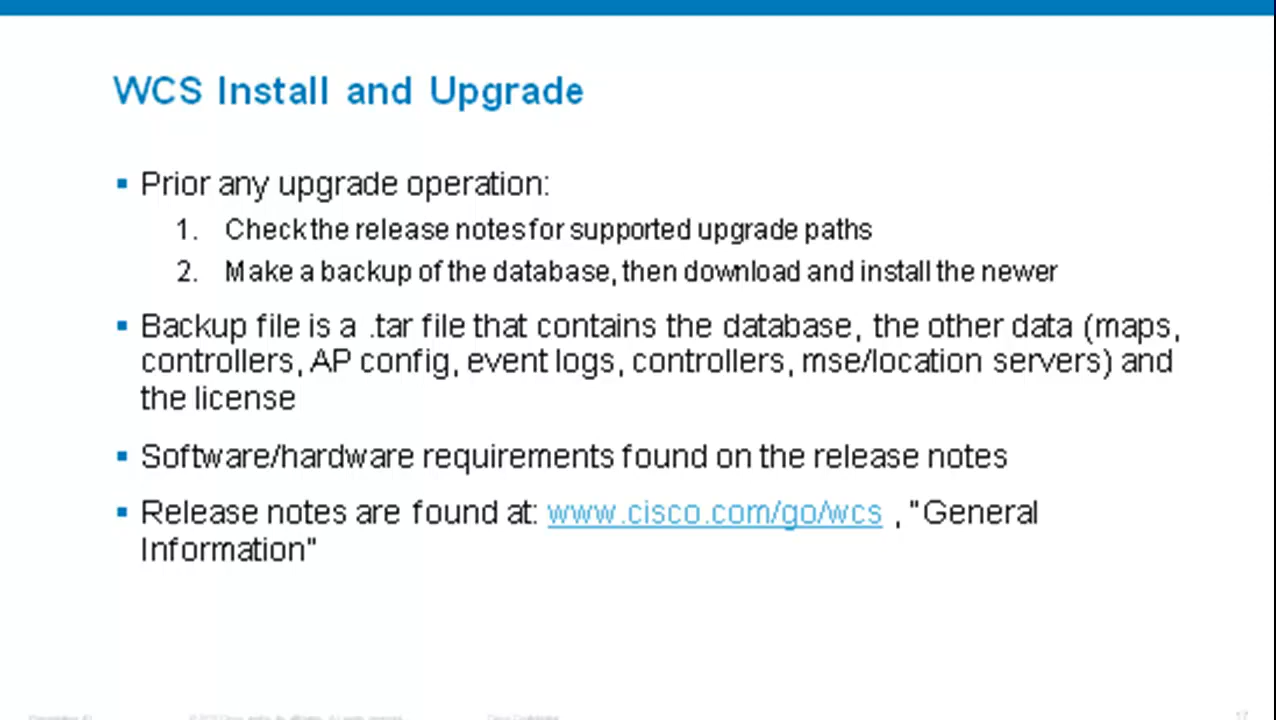 WCS Install and Upgrade
▪ Prior any upgrade operation:
1. Check the release notes for supported upgrade paths
2. Make a backup of the database, then download and install the newer
▪ Backup file is a .tar file that contains the database, the other data (maps,
controllers, AP config, event logs, controllers, mse/location servers) and
the license
▪ Software/hardware requirements found on the release notes
▪ Release notes are found at: www.cisco.com/go/wcs , "General
Information"